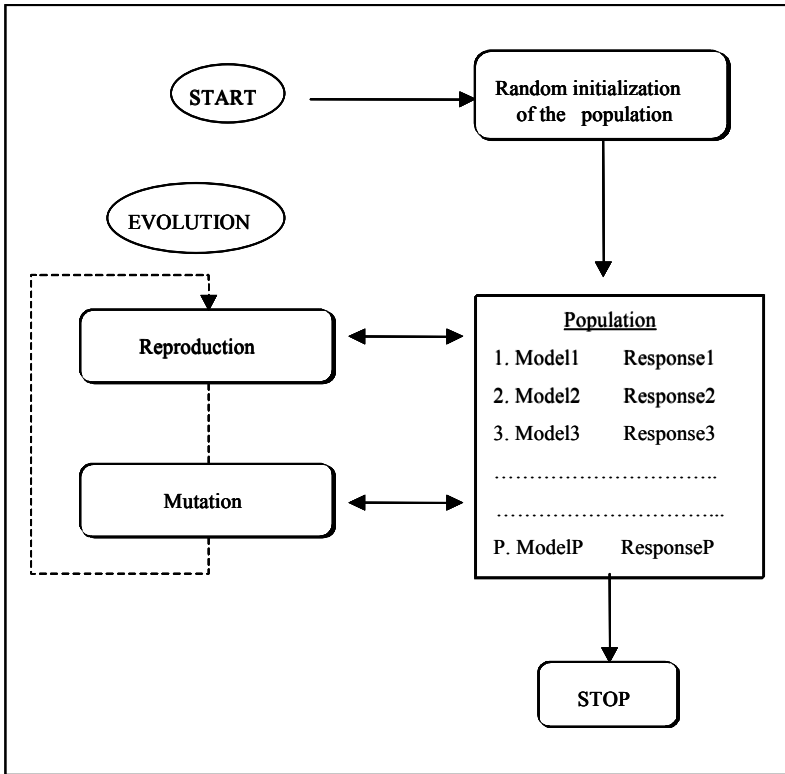 START
Random initialization
of the population
EVOLUTION
Reproduction
Mutation
Population
1. Model1 Response1
2. Model2 Response2
3. Model3 Response3
…………………………..
…………………………...
P. ModelP ResponseP
STOP